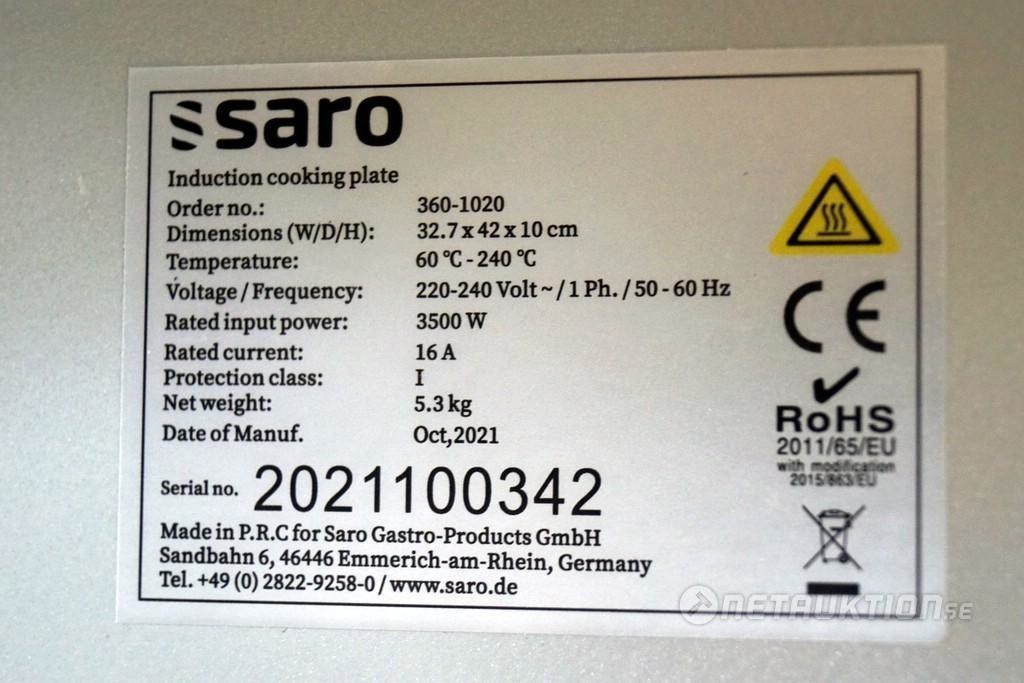 saro
Induction cooking plate
Order no.: 360-1020
Dimensions (W/D/H): 32.7 x 42 x 10 cm
Temperature: 60 °C - 240 °C
Voltage / Frequency: 220-240 Volt ~ / 1 Ph. / 50 - 60 Hz
Rated input power: 3500 W
Rated current: 16 A
Protection class: I
Net weight: 5.3 kg
Date of Manuf. Oct,2021
Serial no. 2021100342
Made in P.R.C for Saro Gastro-Products GmbH
Sandbahn 6, 46446 Emmerich-am-Rhein, Germany
Tel. +49 (0) 2822-9258-0 / www.saro.de
CE
RoHS
2011/65/EU
with modification
2015/863/EU
NETAUKTION.SE